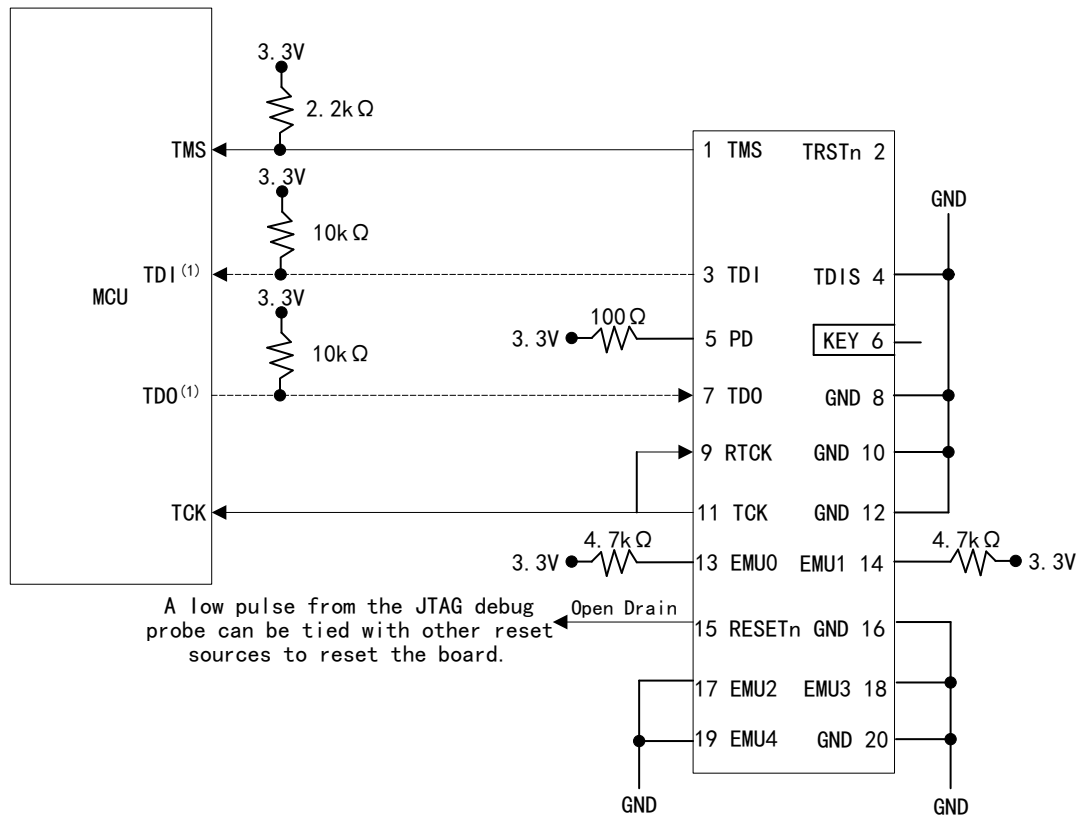 3.3V
2.2kΩ
TMS
1 TMS
TRSTn 2
3.3V
GND
10kΩ
TDI(1)
3 TDI
TDIS 4
MCU
3.3V
100Ω
3.3V
5 PD
KEY 6
10kΩ
TDO(1)
7 TDO
GND 8
9 RTCK
GND 10
TCK
11 TCK
GND 12
4.7kΩ
4.7kΩ
3.3V
13 EMU0
EMU1 14
3.3V
A low pulse from the JTAG debug
probe can be tied with other reset
sources to reset the board.
Open Drain
15 RESETn
GND 16
17 EMU2
EMU3 18
19 EMU4
GND 20
GND
GND